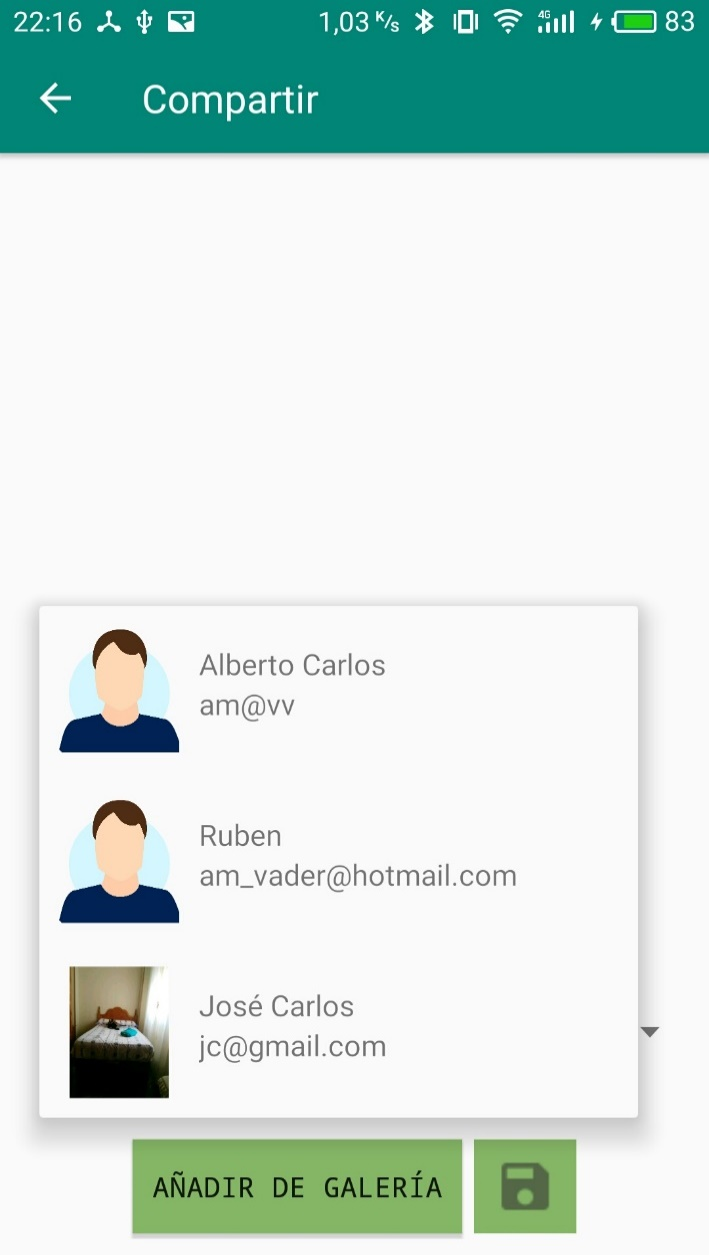 22:16 1,03 K/s 4G 83
Compartir
Alberto Carlos
am@vv
Ruben
am_vader@hotmail.com
José Carlos
jc@gmail.com
AÑADIR DE GALERÍA